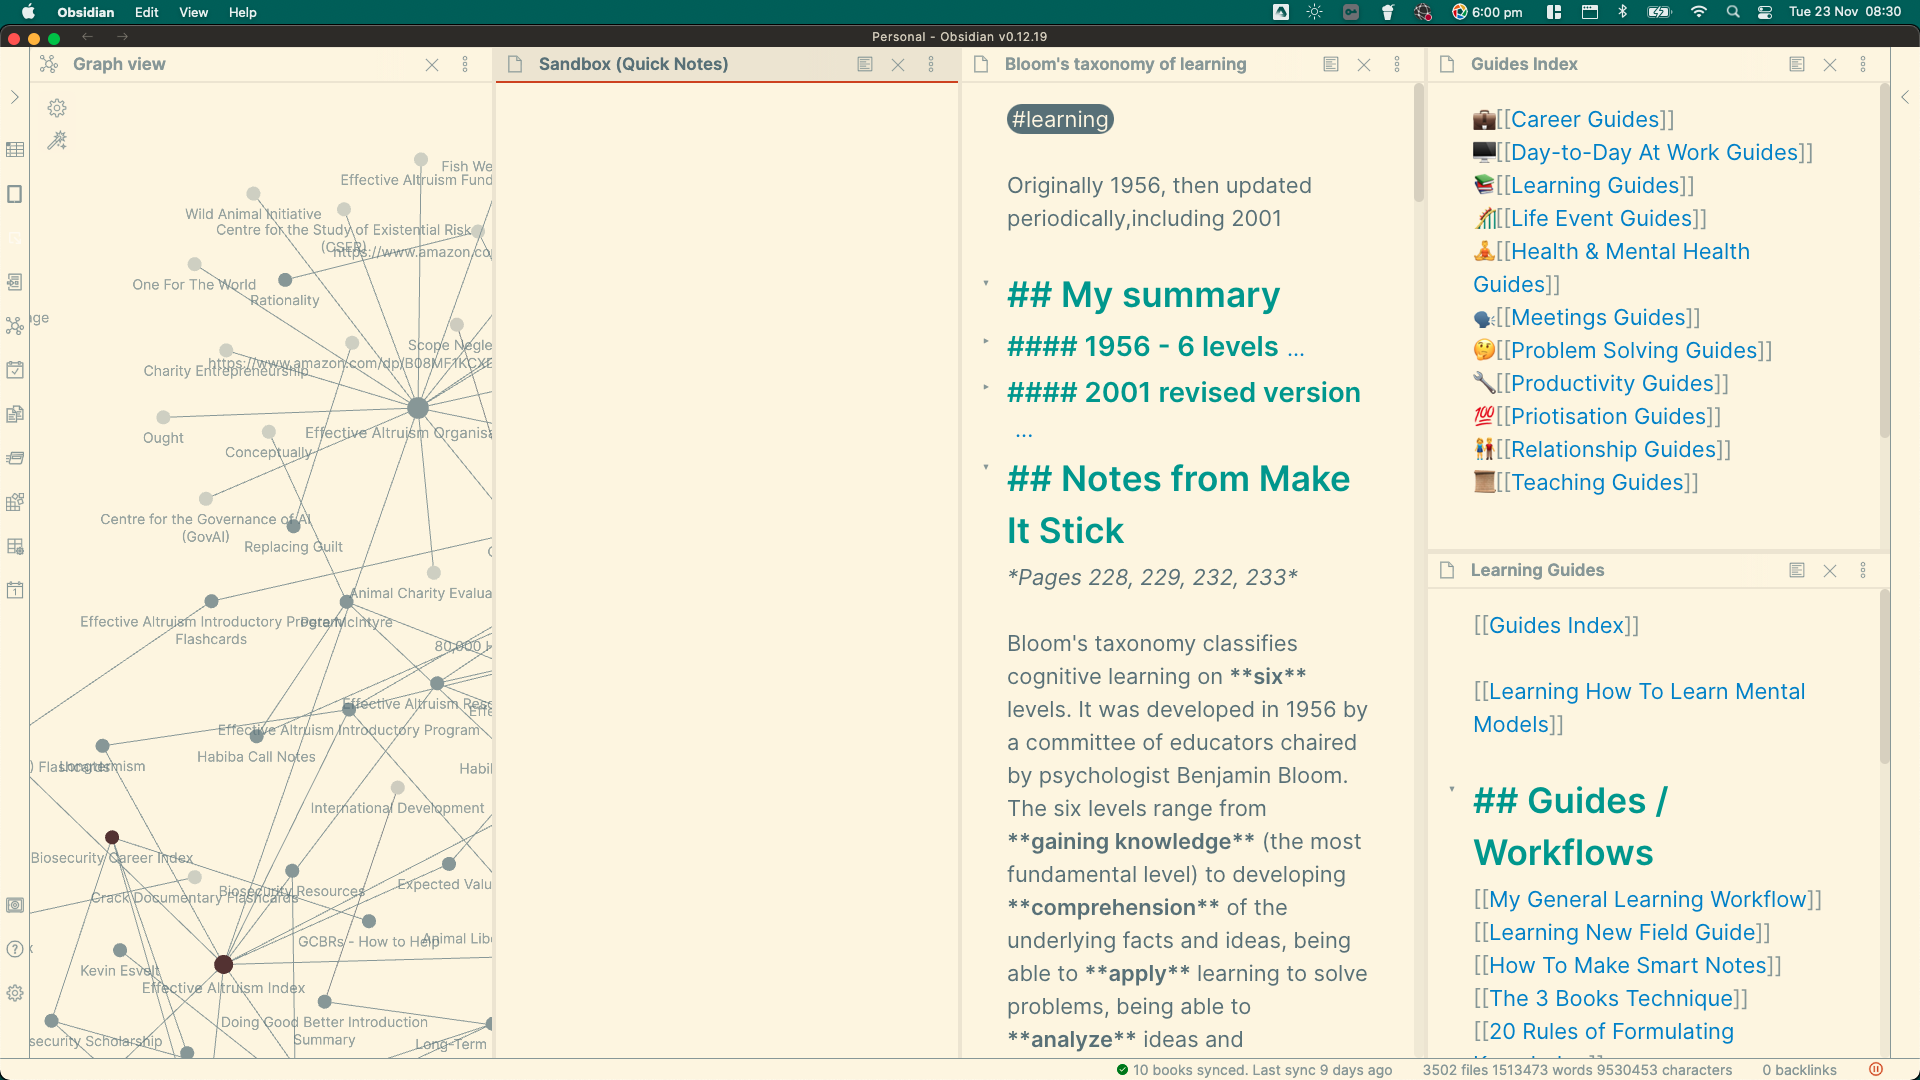 Obsidian Edit View Help
6:00 pm
Tue 23 Nov 08:30
Personal - Obsidian v0.12.19
Graph view
Fish We
Effective Altruism Fund
Wild Animal Initiative
Centre for the Study of Existential Risk
(CSER)
https://www.amazon.co
One For The World
Rationality
age
Scope Negle
https://www.amazon.com/dp/B08MF1KCXE
Charity Entrepreneurship
Effective Altruism Organisa
Ought
Conceptually
Centre for the Governance of AI
(GovAI)
Replacing Guilt
Animal Charity Evalua
Effective Altruism Introductory Program
Flashcards
Pete McIntyre
80,000 H
Effective Altruism Res
Effe
Effective Altruism Introductory Program
Habiba Call Notes
Habil
) Flashcards
Longtermism
International Development
Biosecurity Career Index
Biosecurity Resources
Expected Valu
Crack Documentary Flashcards
GCBRs - How to Help
Animal Libe
Kevin Esvelt
Effective Altruism Index
Doing Good Better Introduction
Summary
security Scholarship
Long-Term
Sandbox (Quick Notes)
Bloom's taxonomy of learning
#learning
Originally 1956, then updated
periodically,including 2001
## My summary
#### 1956 - 6 levels ...
#### 2001 revised version
...
## Notes from Make
It Stick
*Pages 228, 229, 232, 233*
Bloom's taxonomy classifies
cognitive learning on **six**
levels. It was developed in 1956 by
a committee of educators chaired
by psychologist Benjamin Bloom.
The six levels range from
**gaining knowledge** (the most
fundamental level) to developing
**comprehension** of the
underlying facts and ideas, being
able to **apply** learning to solve
problems, being able to
**analyze** ideas and
Guides Index
💼[[Career Guides]]
🖥[[Day-to-Day At Work Guides]]
📚[[Learning Guides]]
🎢[[Life Event Guides]]
🧘[[Health & Mental Health
Guides]]
🗣[[Meetings Guides]]
🤔[[Problem Solving Guides]]
🔧[[Productivity Guides]]
💯[[Priotisation Guides]]
👫[[Relationship Guides]]
📜[[Teaching Guides]]
Learning Guides
[[Guides Index]]
[[Learning How To Learn Mental
Models]]
## Guides /
Workflows
[[My General Learning Workflow]]
[[Learning New Field Guide]]
[[How To Make Smart Notes]]
[[The 3 Books Technique]]
[[20 Rules of Formulating
10 books synced. Last sync 9 days ago
3502 files 1513473 words 9530453 characters
0 backlinks